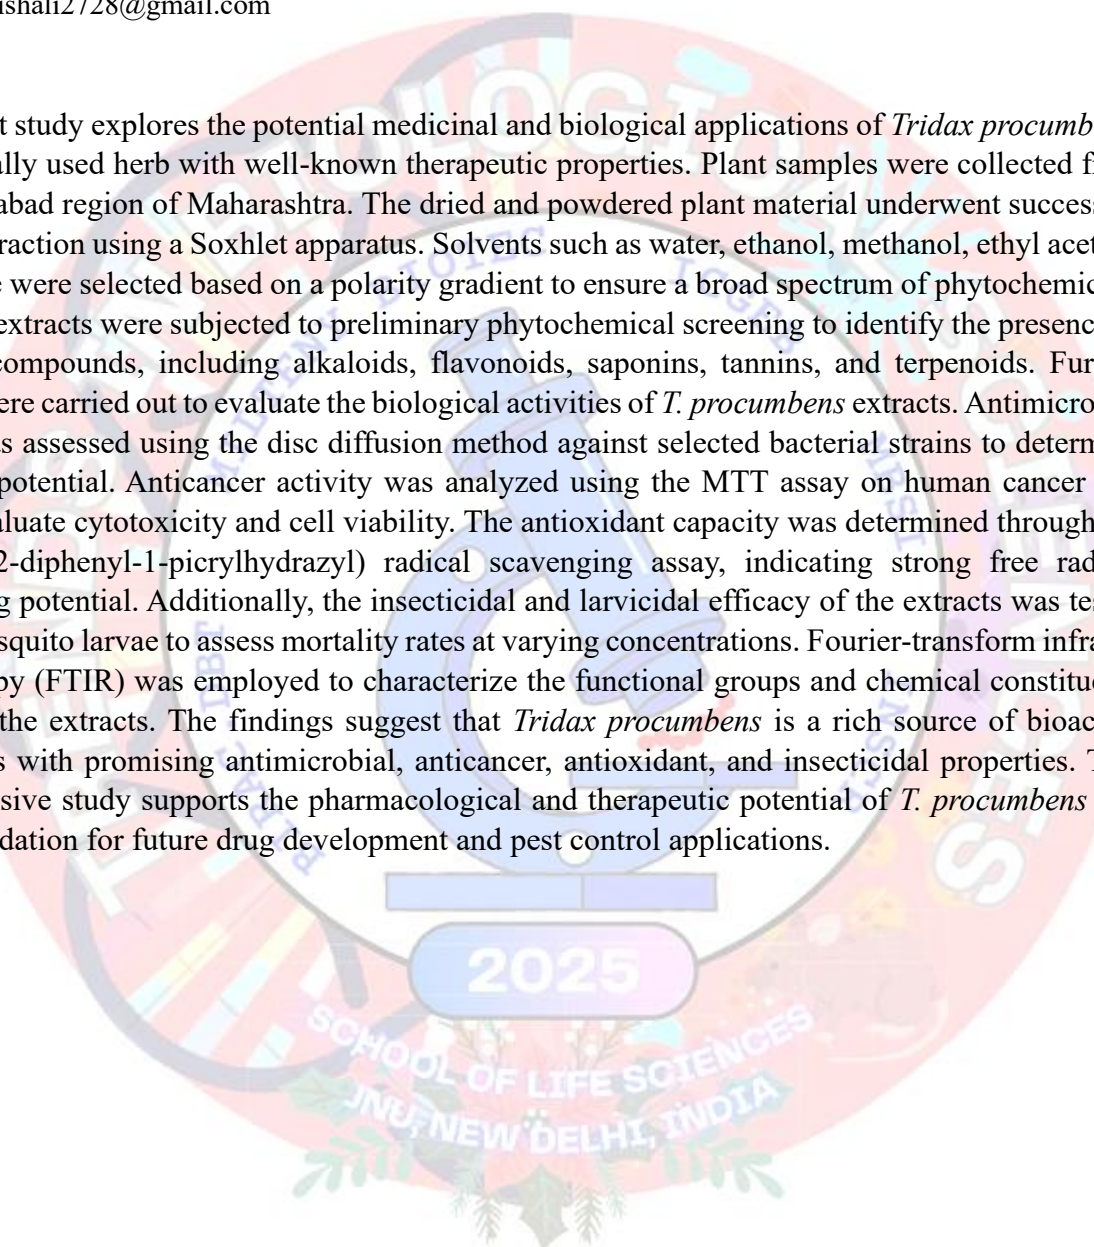 ishali2728@gmail.com
t study explores the potential medicinal and biological applications of Tridax procumb
ally used herb with well-known therapeutic properties. Plant samples were collected f
abad region of Maharashtra. The dried and powdered plant material underwent success
raction using a Soxhlet apparatus. Solvents such as water, ethanol, methanol, ethyl acet
e were selected based on a polarity gradient to ensure a broad spectrum of phytochemic
extracts were subjected to preliminary phytochemical screening to identify the presenc
compounds, including alkaloids, flavonoids, saponins, tannins, and terpenoids. Fur
ere carried out to evaluate the biological activities of T. procumbens extracts. Antimicro
as assessed using the disc diffusion method against selected bacterial strains to determ
potential. Anticancer activity was analyzed using the MTT assay on human cancer
aluate cytotoxicity and cell viability. The antioxidant capacity was determined through
2-diphenyl-1-picrylhydrazyl) radical scavenging assay, indicating strong free rad
g potential. Additionally, the insecticidal and larvicidal efficacy of the extracts was tes
squito larvae to assess mortality rates at varying concentrations. Fourier-transform infra
py (FTIR) was employed to characterize the functional groups and chemical constitue
the extracts. The findings suggest that Tridax procumbens is a rich source of bioac
s with promising antimicrobial, anticancer, antioxidant, and insecticidal properties. T
sive study supports the pharmacological and therapeutic potential of T. procumbens
dation for future drug development and pest control applications.
2025
SCHOOL OF LIFE SCIENCES
JNU, NEW DELHI, INDIA